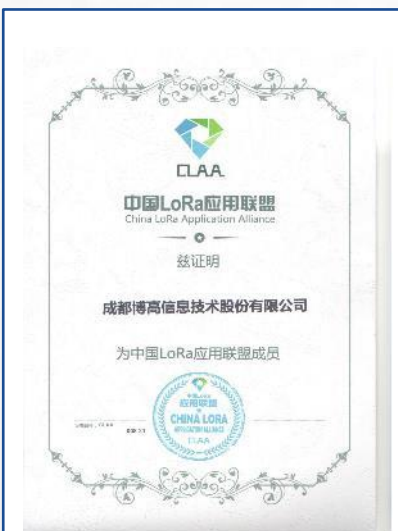 CLAA
中国LoRa应用联盟
China LoRa Application Alliance
兹证明
成都博高信息技术股份有限公司
为中国LoRa应用联盟成员
应用联盟
CHINA LORA
APPLICATION ALLIANCE
CLAA